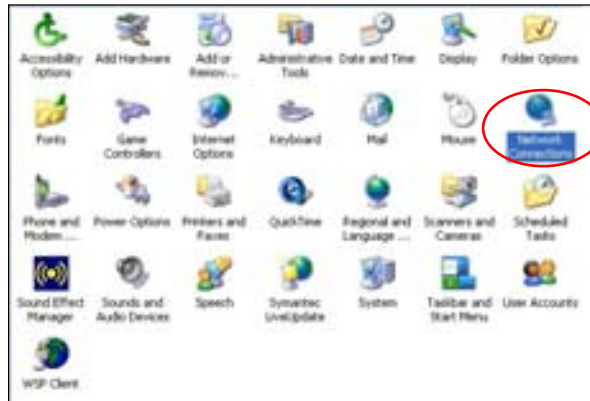 Accessibility Options
Add Hardware
Add or Remov...
Administrative Tools
Date and Time
Display
Folder Options
Fonts
Game Controllers
Internet Options
Keyboard
Mail
Mouse
Network Connections
Phone and Modem ...
Power Options
Printers and Faxes
QuickTime
Regional and Language ...
Scanners and Cameras
Scheduled Tasks
Sound Effect Manager
Sounds and Audio Devices
Speech
Symantec LiveUpdate
System
Taskbar and Start Menu
User Accounts
WSP Client